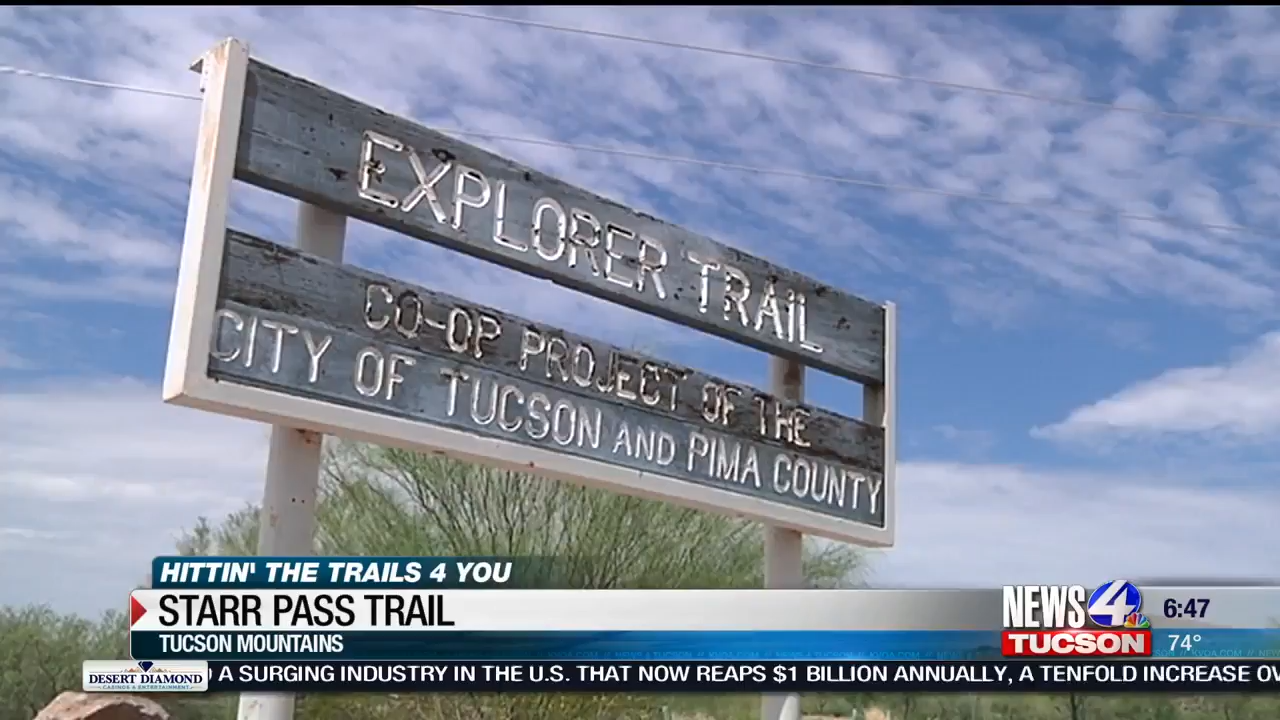 EXPLORER TRAIL
CO-OP PROJECT OF THE
CITY OF TUCSON AND PIMA COUNTY
HITTIN' THE TRAILS 4 YOU
STARR PASS TRAIL
TUCSON MOUNTAINS
NEWS 4
TUCSON
6:47
74°
DESERT DIAMOND
CASINOS & ENTERTAINMENT
A SURGING INDUSTRY IN THE U.S. THAT NOW REAPS $1 BILLION ANNUALLY, A TENFOLD INCREASE OV